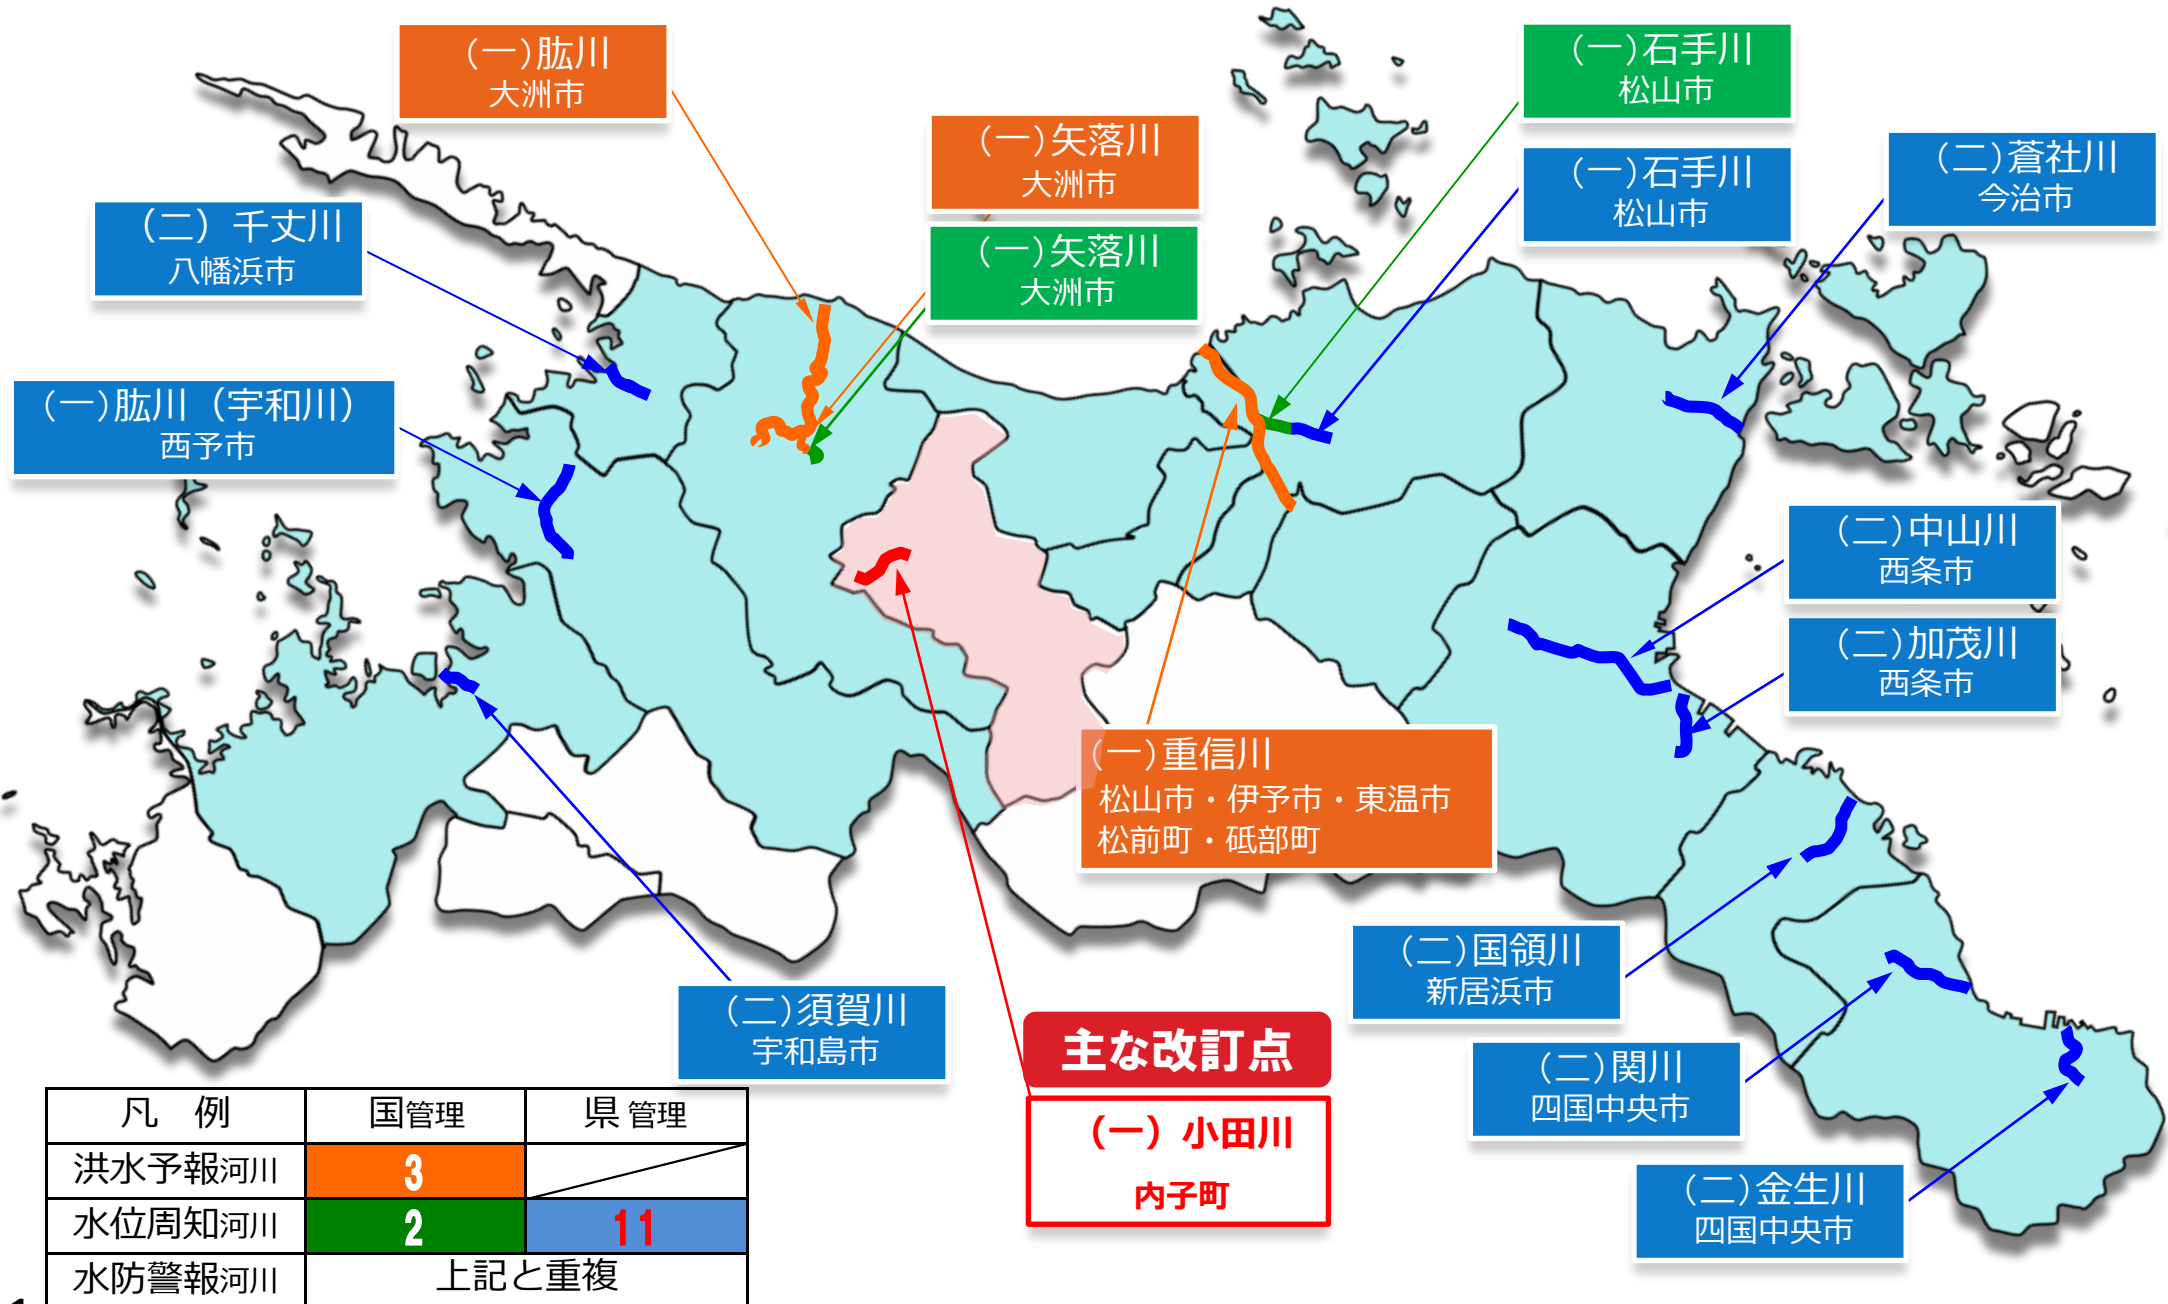 （一）肱川
大洲市
（一）石手川
松山市
（一）矢落川
大洲市
（二）蒼社川
今治市
（一）石手川
松山市
（二）千丈川
八幡浜市
（一）矢落川
大洲市
（一）肱川（宇和川）
西予市
（二）中山川
西条市
（二）加茂川
西条市
（一）重信川
松山市・伊予市・東温市
松前町・砥部町
（二）国領川
新居浜市
（二）須賀川
宇和島市
主な改訂点
（一）小田川
内子町
（二）関川
四国中央市
（二）金生川
四国中央市
凡　例 国管理 県管理
洪水予報河川 3
水位周知河川 2 11
水防警報河川 上記と重複